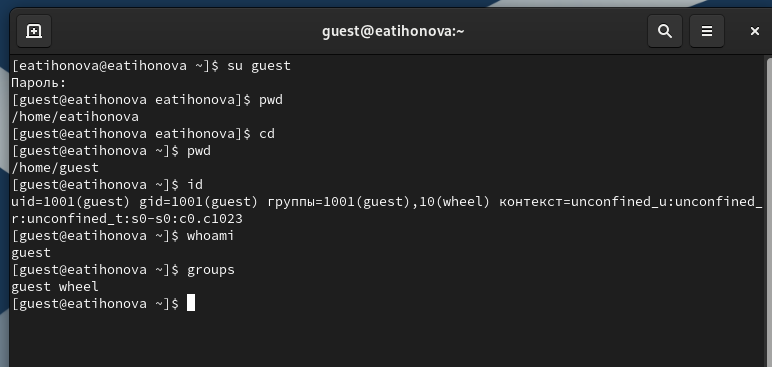 guest@eatihonova:~
[eatihonova@eatihonova ~]$ su guest
Пароль:
[guest@eatihonova eatihonova]$ pwd
/home/eatihonova
[guest@eatihonova eatihonova]$ cd
[guest@eatihonova ~]$ pwd
/home/guest
[guest@eatihonova ~]$ id
uid=1001(guest) gid=1001(guest) группы=1001(guest),10(wheel) контекст=unconfined_u:unconfined_
r:unconfined_t:s0-s0:c0.c1023
[guest@eatihonova ~]$ whoami
guest
[guest@eatihonova ~]$ groups
guest wheel
[guest@eatihonova ~]$